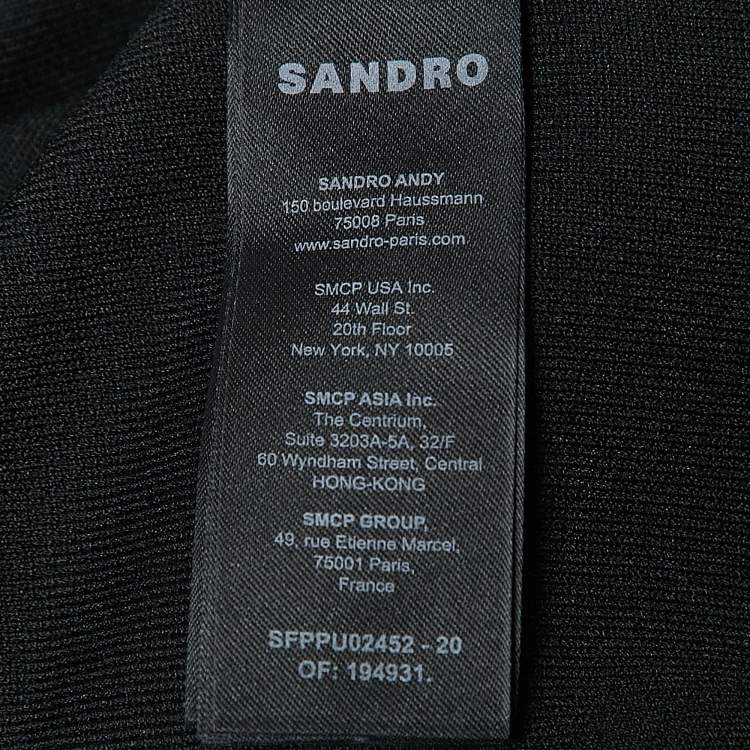 SANDRO
SANDRO ANDY
150 boulevard Haussmann
75008 Paris
www.sandro-paris.com
SMCP USA Inc.
44 Wall St.
20th Floor
New York, NY 10005
SMCP ASIA Inc.
The Centrium,
Suite 3203A-5A, 32/F
60 Wyndham Street, Central
HONG-KONG
SMCP GROUP,
49, rue Etienne Marcel,
75001 Paris,
France
SFPPU02452 - 20
OF: 194931.